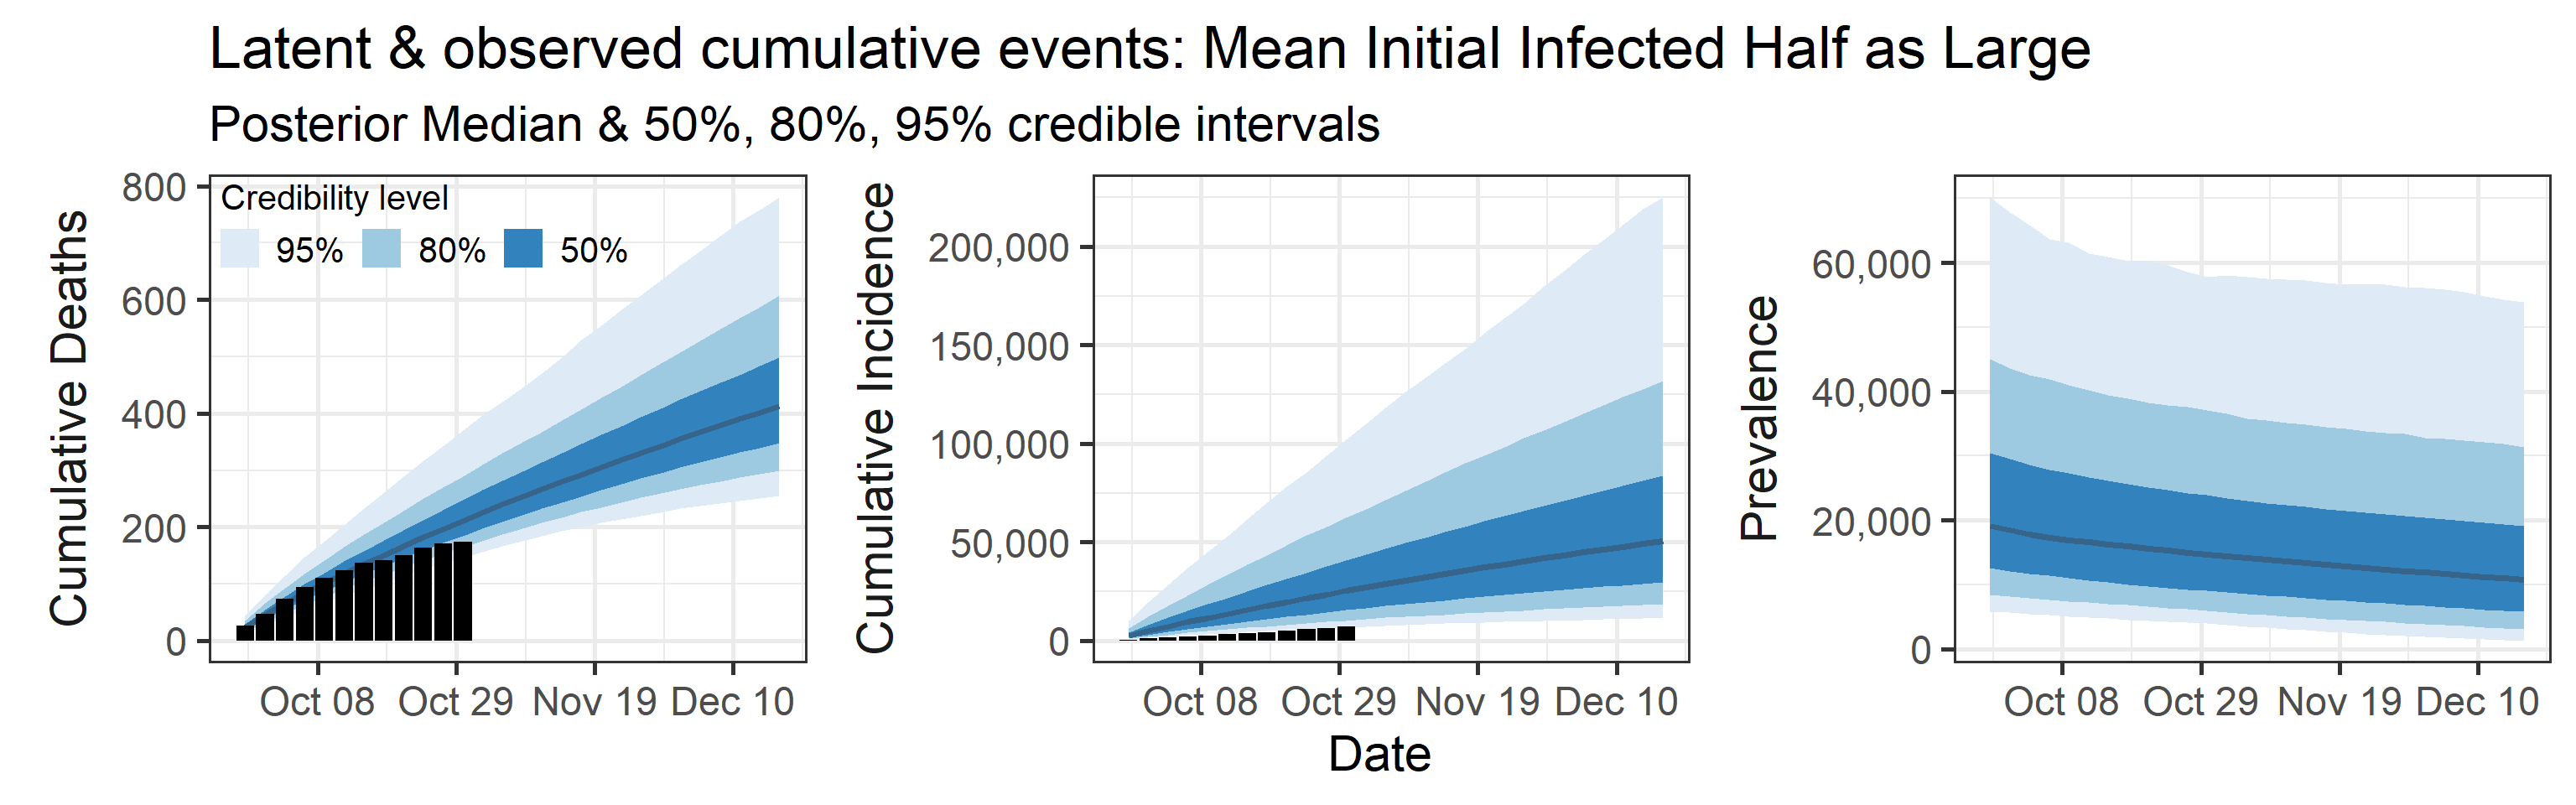 Latent & observed cumulative events: Mean Initial Infected Half as Large
Posterior Median & 50%, 80%, 95% credible intervals
Cumulative Deaths
800
600
400
200
0
Credibility level
95% 80% 50%
Oct 08 Oct 29 Nov 19 Dec 10
Cumulative Incidence
200,000
150,000
100,000
50,000
0
Oct 08 Oct 29 Nov 19 Dec 10
Prevalence
60,000
40,000
20,000
0
Oct 08 Oct 29 Nov 19 Dec 10
Date